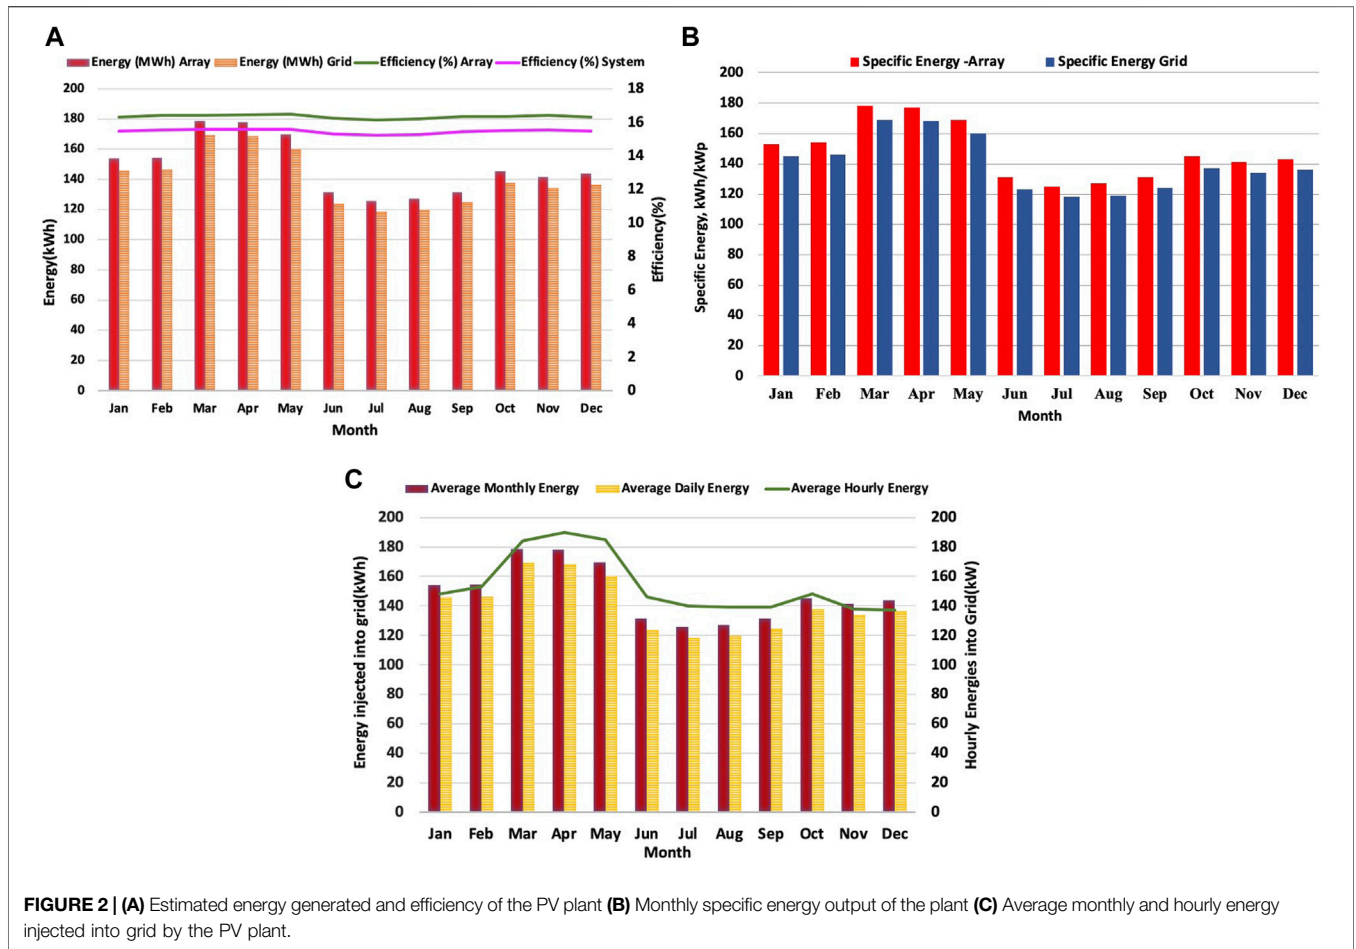 A
Energy (MWh) Array Energy (MWh) Grid Efficiency (%) Array Efficiency (%) System
200 18
180 16
160 14
140 12
120 10
100 8
80 6
60 4
40 2
20 0
0
Energy(kWh)
Efficiency(%)
Jan Feb Mar Apr May Jun Jul Aug Sep Oct Nov Dec
Month
B
Specific Energy -Array Specific Energy Grid
200
180
160
140
120
100
80
60
40
20
0
Specific Energy, kWh/kWp
Jan Feb Mar Apr May Jun Jul Aug Sep Oct Nov Dec
Month
C
Average Monthly Energy Average Daily Energy Average Hourly Energy
200 200
180 180
160 160
140 140
120 120
100 100
80 80
60 60
40 40
20 20
0 0
Energy injected into grid(kWh)
Hourly Energies into Grid(kW)
Jan Feb Mar Apr May Jun Jul Aug Sep Oct Nov Dec
Month
FIGURE 2 | (A) Estimated energy generated and efficiency of the PV plant (B) Monthly specific energy output of the plant (C) Average monthly and hourly energy
injected into grid by the PV plant.